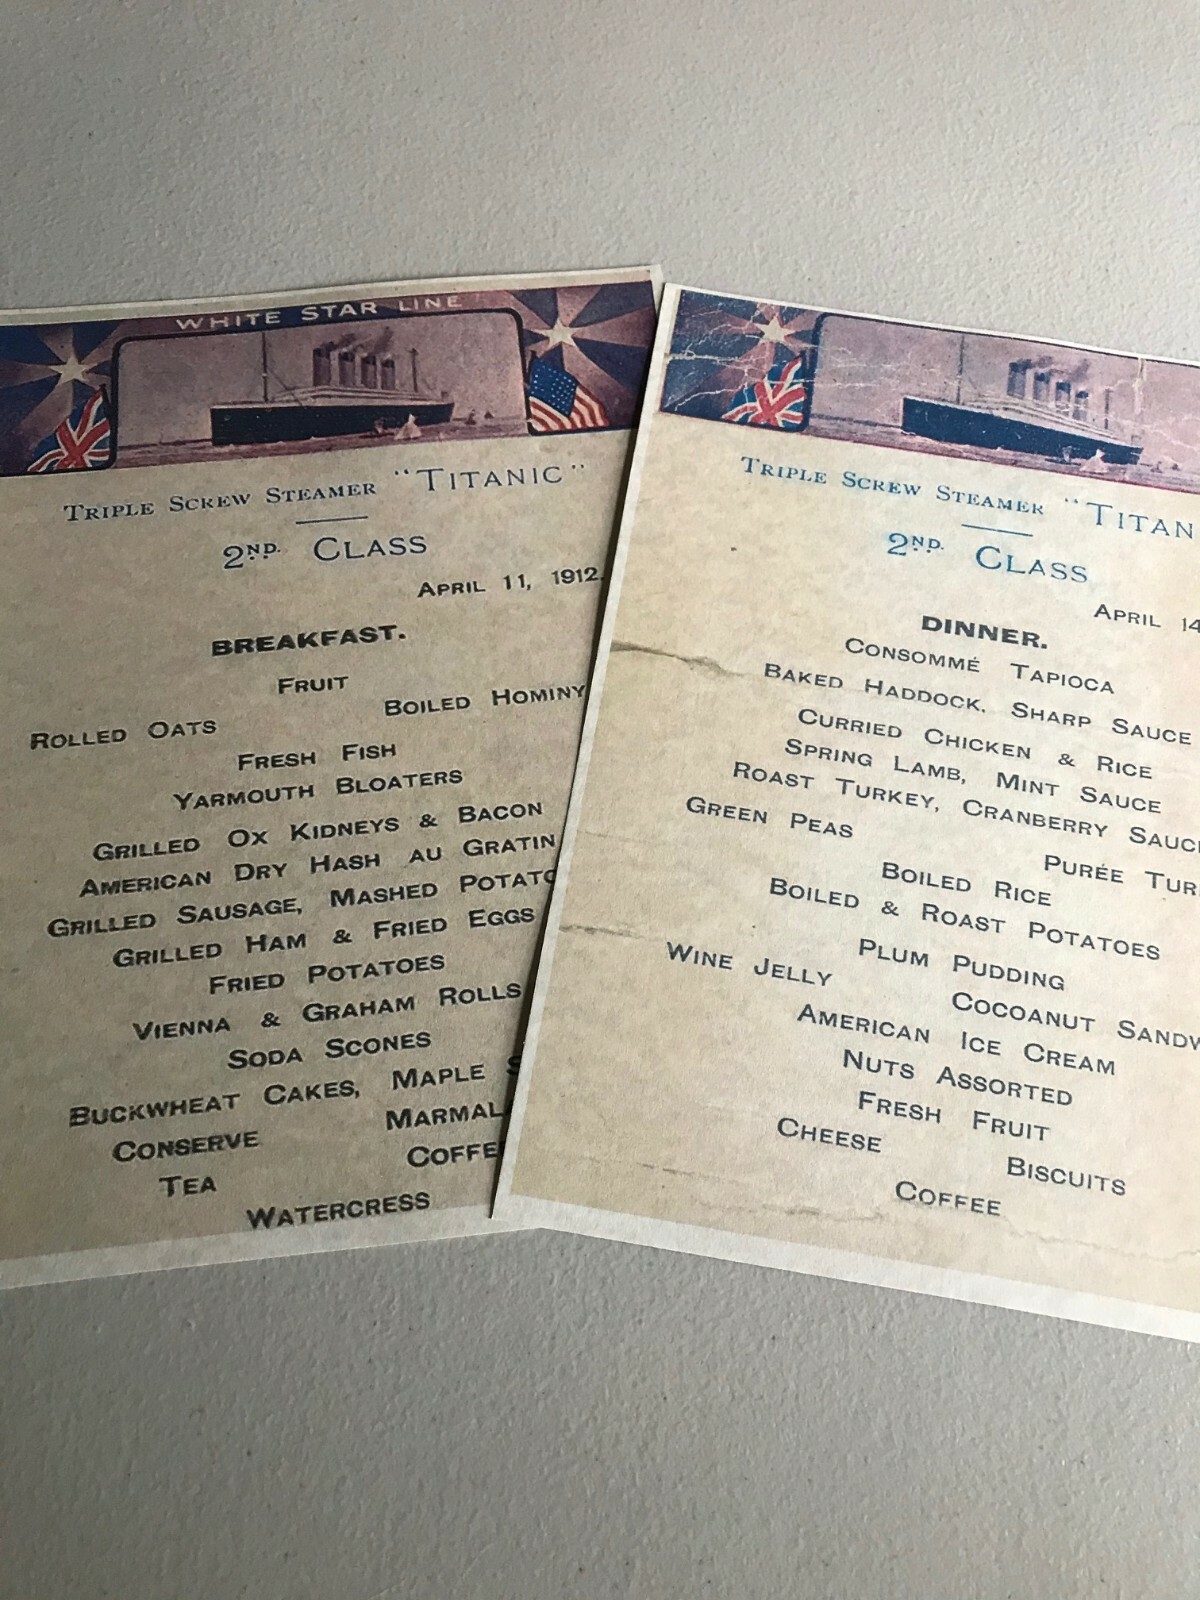 WHITE STAR LINE
TRIPLE SCREW STEAMER "TITANIC"
2ND. CLASS
APRIL 11, 1912.
BREAKFAST.
FRUIT
ROLLED OATS BOILED HOMINY
FRESH FISH
YARMOUTH BLOATERS
GRILLED OX KIDNEYS & BACON
AMERICAN DRY HASH AU GRATIN
GRILLED SAUSAGE, MASHED
GRILLED HAM & FRIED EGGS
FRIED POTATOES
VIENNA & GRAHAM ROLLS
SODA SCONES
BUCKWHEAT CAKES, MAPLE
CONSERVE
TEA
WATERCRESS
TRIPLE SCREW STEAMER "TITAN
2ND. CLASS
APRIL 14
DINNER.
CONSOMMÉ TAPIOCA
BAKED HADDOCK. SHARP SAUCE
CURRIED CHICKEN & RICE
SPRING LAMB, MINT SAUCE
ROAST TURKEY, CRANBERRY
GREEN PEAS PURÉE
BOILED RICE
BOILED & ROAST POTATOES
PLUM PUDDING
WINE JELLY COCOANUT
AMERICAN ICE CREAM
NUTS ASSORTED
FRESH FRUIT
CHEESE BISCUITS
COFFEE